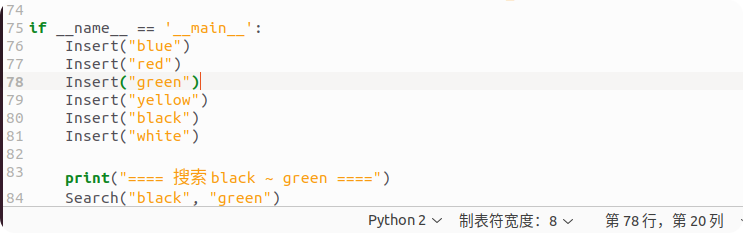 74
75 if __name__ == '__main__':
76     Insert("blue")
77     Insert("red")
78     Insert("green")
79     Insert("yellow")
80     Insert("black")
81     Insert("white")
82
83     print("==== 搜索 black ~ green ====")
84     Search("black", "green")
Python 2 制表符宽度：8 第 78 行，第 20 列